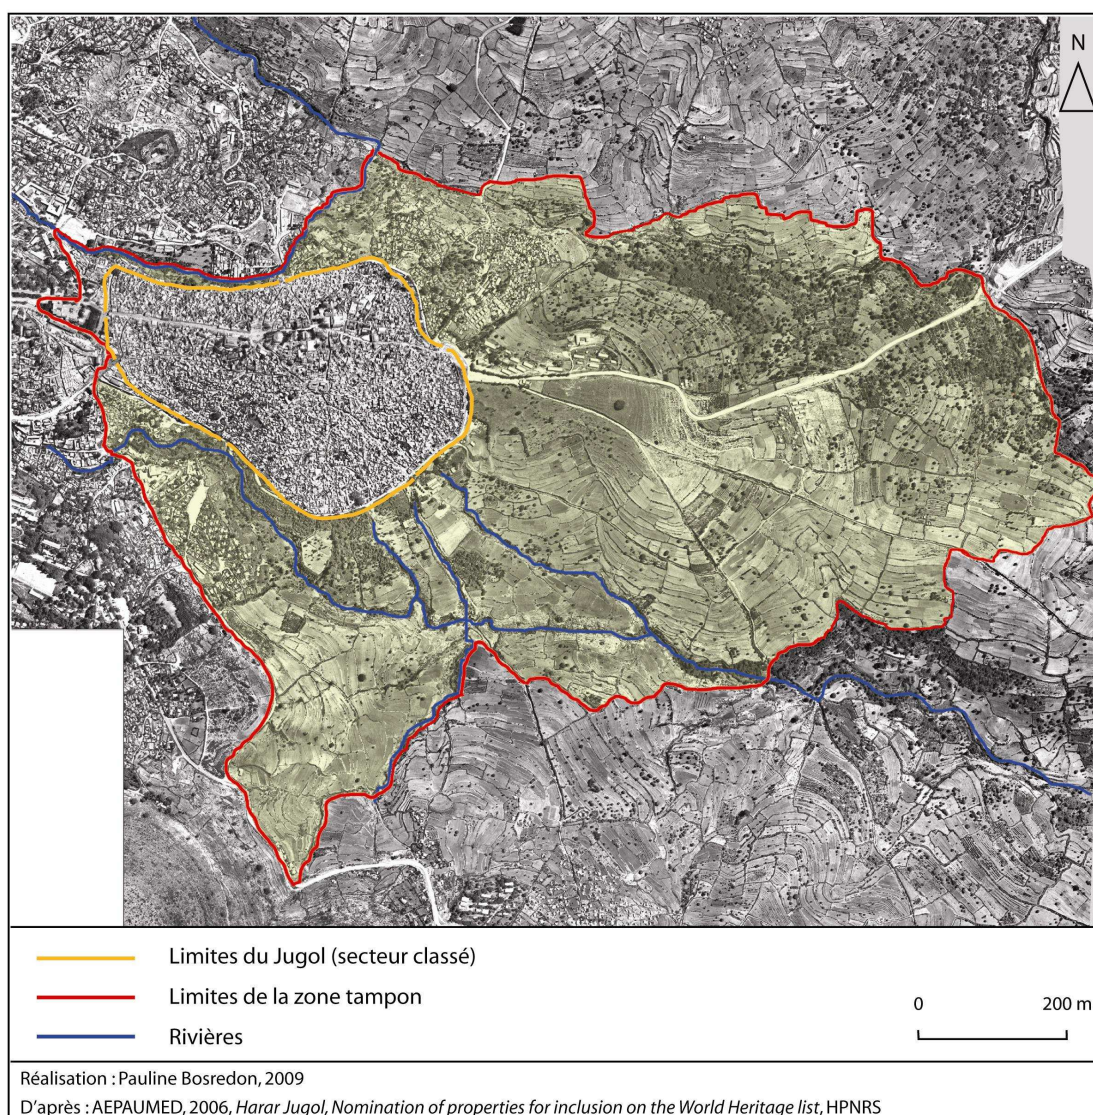 N
Limites du Jugol (secteur classé)
Limites de la zone tampon
Rivières
0 200 m
Réalisation : Pauline Bosredon, 2009
D'après : AEPAUMED, 2006, Harar Jugol, Nomination of properties for inclusion on the World Heritage list, HPNRS